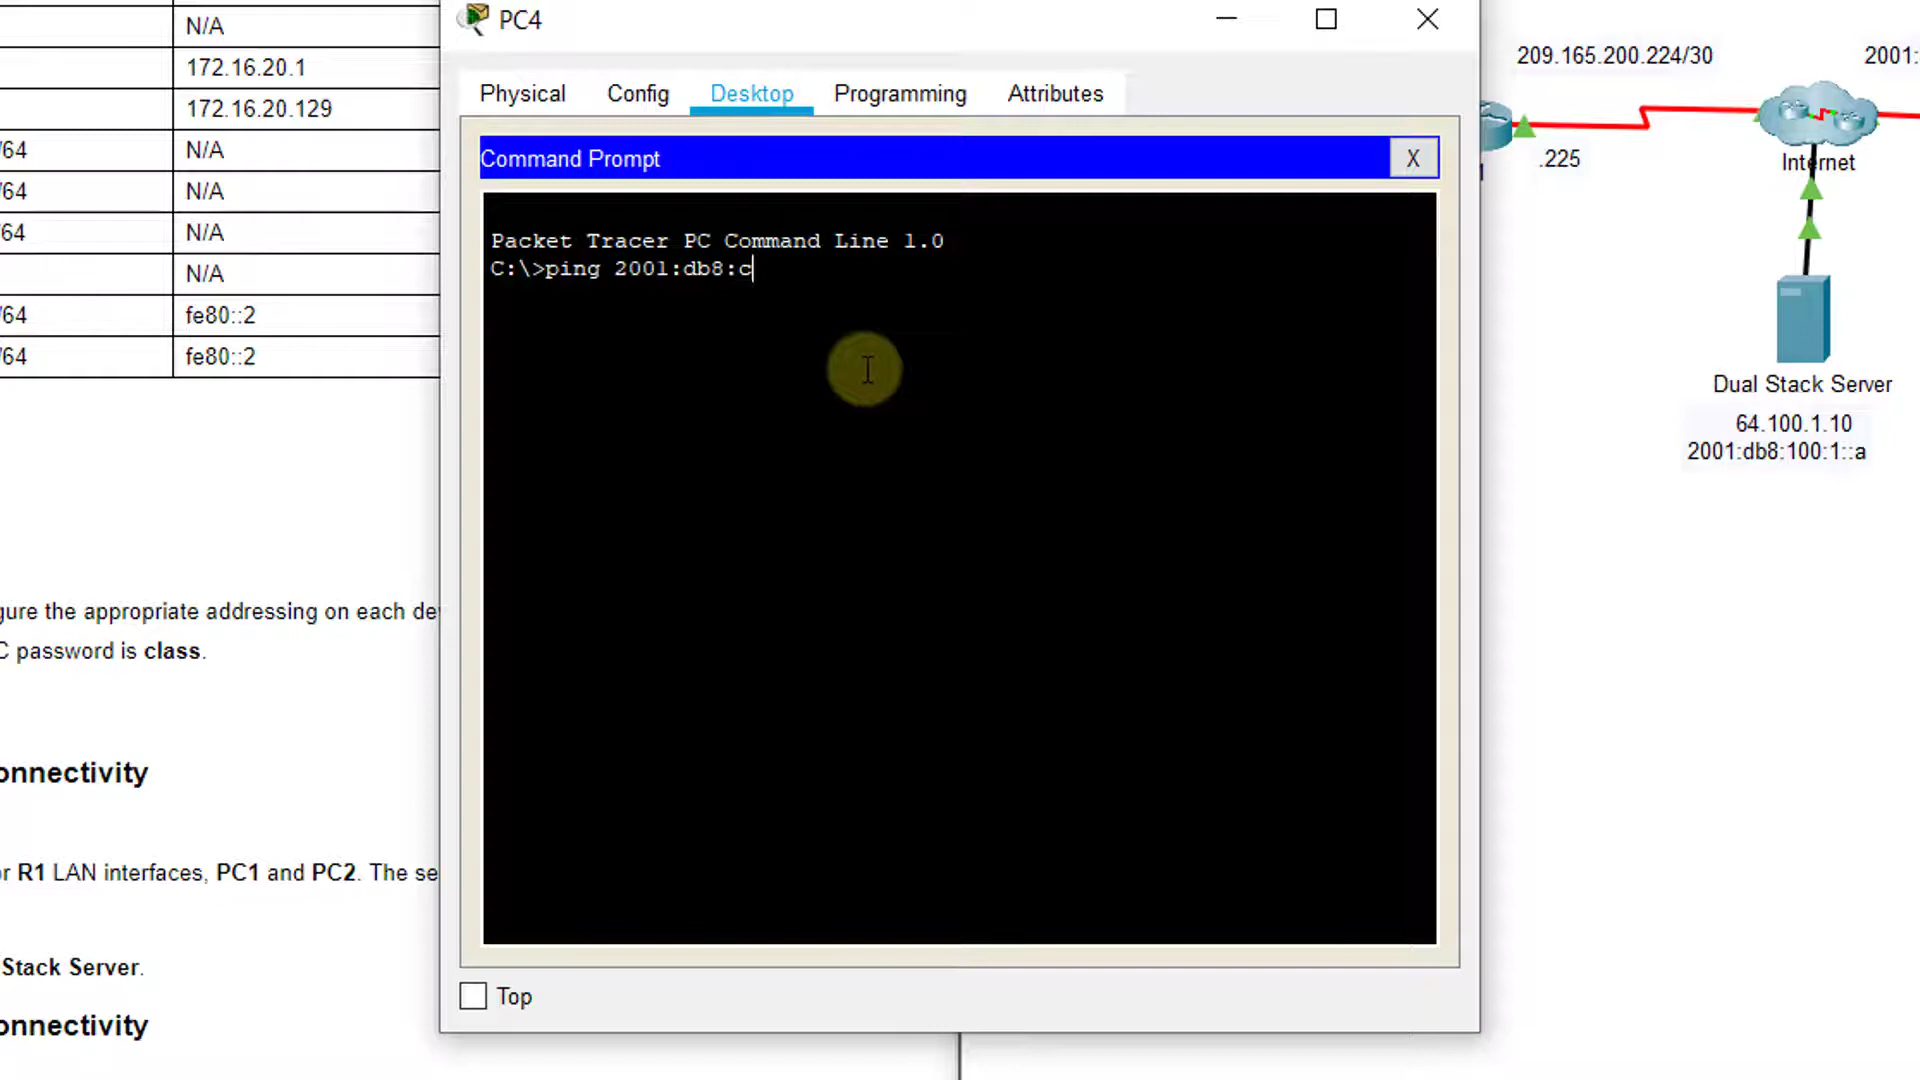 N/A
172.16.20.1
172.16.20.129
/64 N/A
/64 N/A
/64 N/A
N/A
/64 fe80::2
/64 fe80::2
gure the appropriate addressing on each de
C password is class.
onnectivity
or R1 LAN interfaces, PC1 and PC2. The se
Stack Server.
onnectivity
PC4
Physical Config Desktop Programming Attributes
Command Prompt X
Packet Tracer PC Command Line 1.0
C:\>ping 2001:db8:c
Top
209.165.200.224/30 2001:
.225
Internet
Dual Stack Server
64.100.1.10
2001:db8:100:1::a